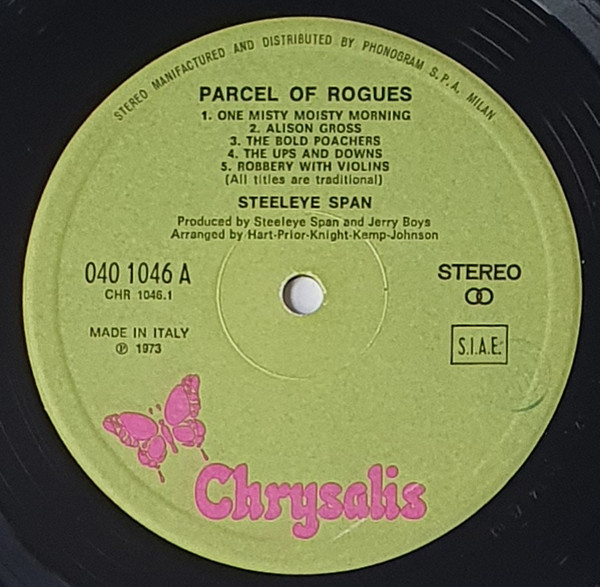 STEREO MANIFACTURED AND DISTRIBUTED BY PHONOGRAM S.P.A. MILAN
PARCEL OF ROGUES
1. ONE MISTY MOISTY MORNING
2. ALISON GROSS
3. THE BOLD POACHERS
4. THE UPS AND DOWNS
5. ROBBERY WITH VIOLINS
(All titles are traditional)
STEELEYE SPAN
Produced by Steeleye Span and Jerry Boys
Arranged by Hart-Prior-Knight-Kemp-Johnson
040 1046 A
CHR 1046.1
STEREO
MADE IN ITALY
℗ 1973
S.I.A.E.
Chrysalis